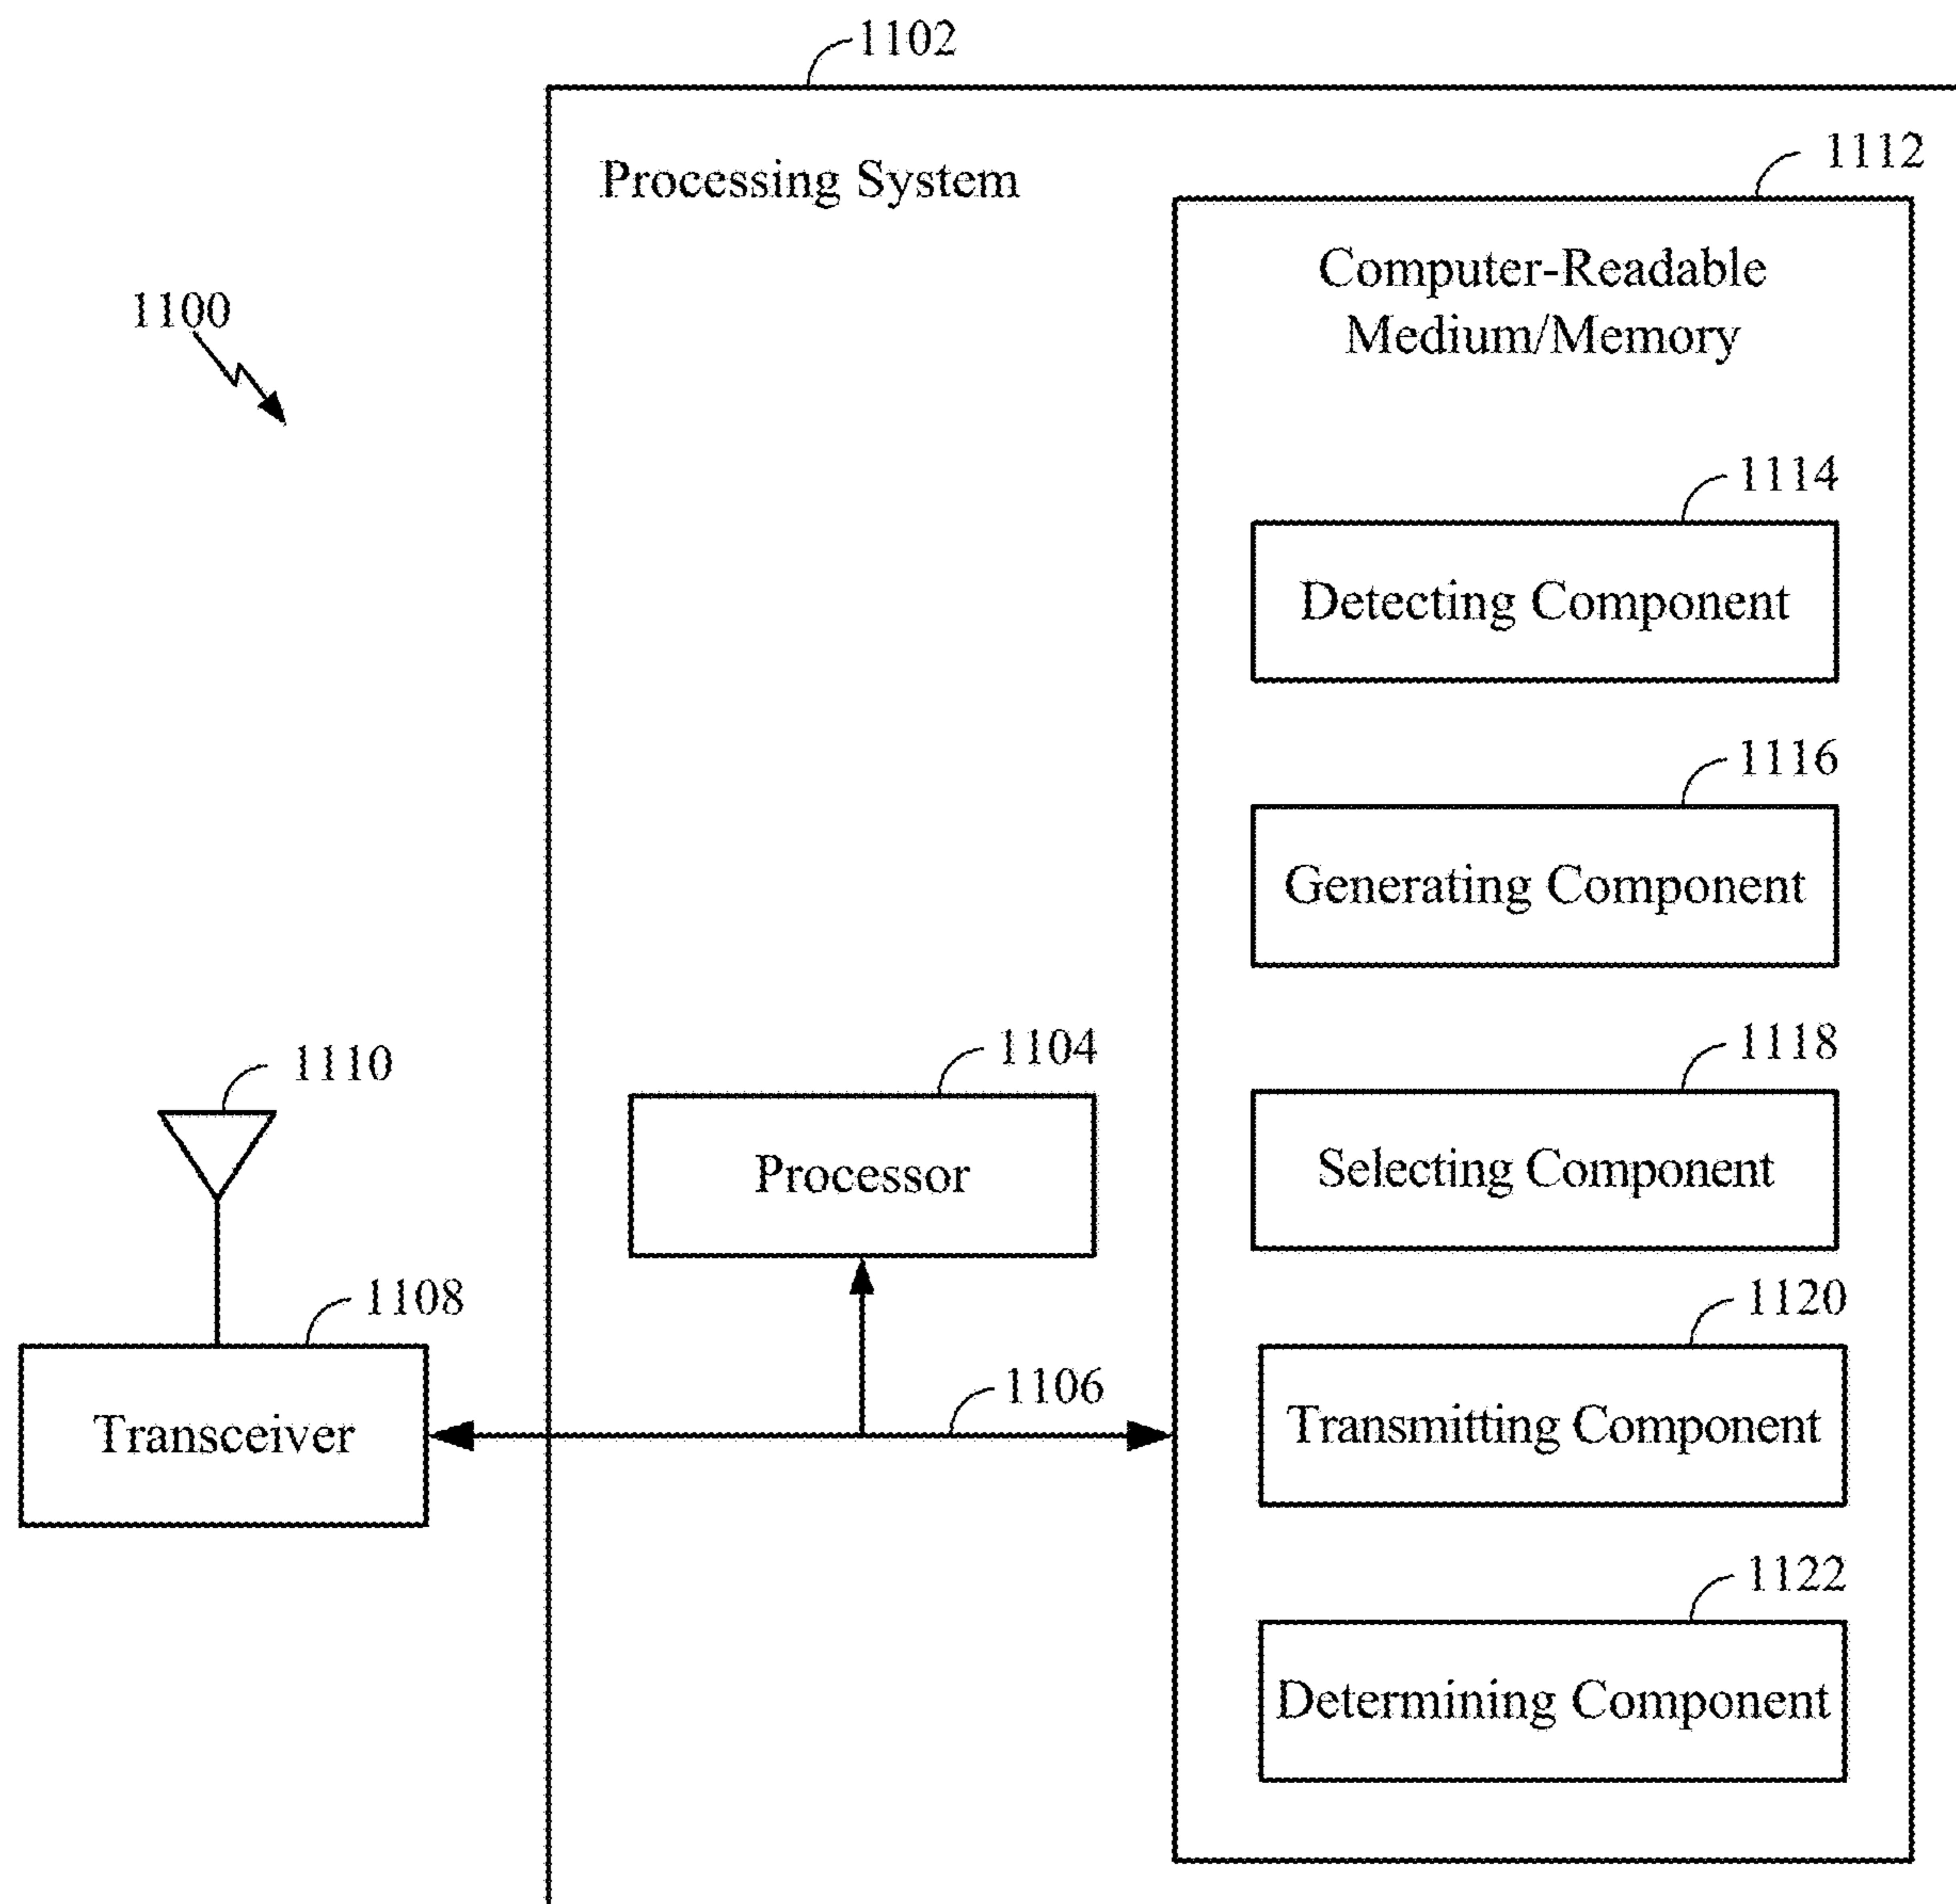 1102
Processing System
1112
Computer-Readable
Medium/Memory
1100
1114
Detecting Component
1116
Generating Component
1118
Selecting Component
1110
1104
Processor
1108
Transceiver
1106
1120
Transmitting Component
1122
Determining Component